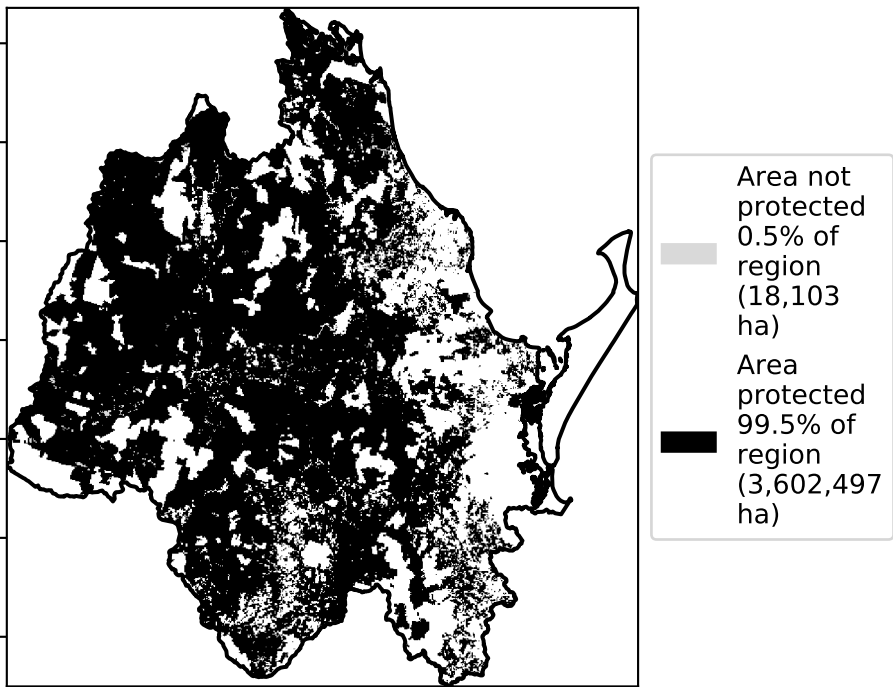 Area not
protected
0.5% of
region
(18,103
ha)
Area
protected
99.5% of
region
(3,602,497
ha)